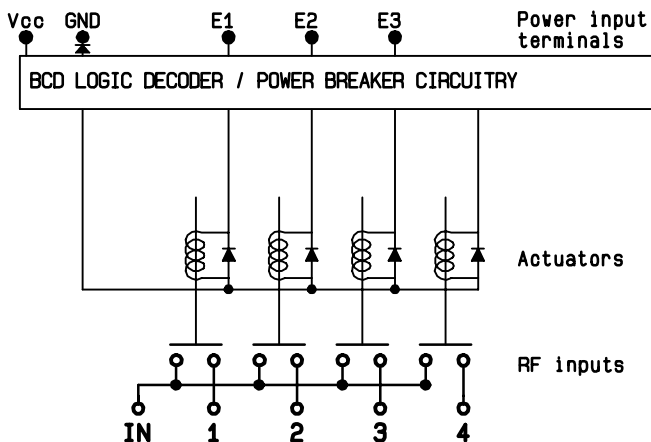 Vcc GND E1 E2 E3 Power input
terminals
BCD LOGIC DECODER / POWER BREAKER CIRCUITRY
Actuators
RF inputs
IN 1 2 3 4